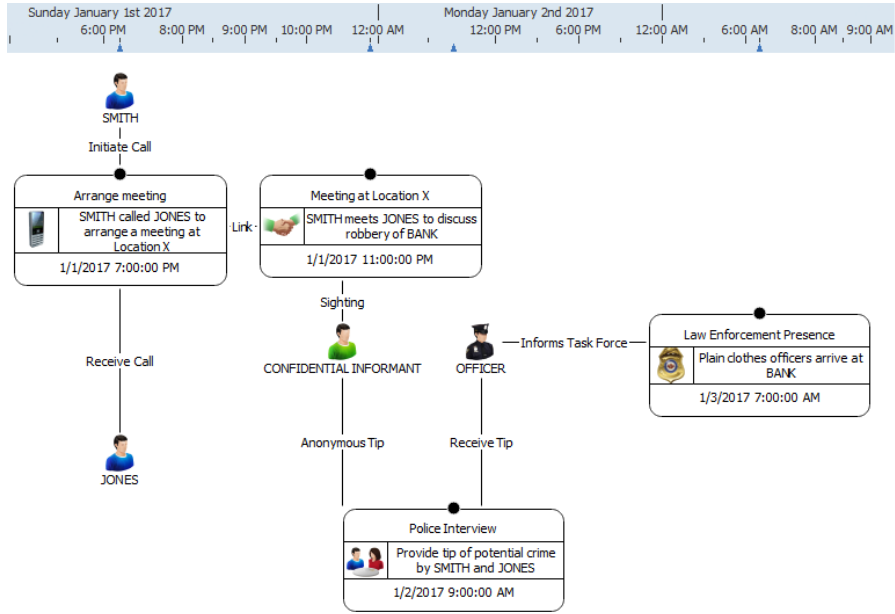 Sunday January 1st 2017
Monday January 2nd 2017
6:00 PM 8:00 PM 9:00 PM 10:00 PM 12:00 AM 12:00 PM 6:00 PM 12:00 AM 6:00 AM 8:00 AM 9:00 AM
SMITH
Initiate Call
Arrange meeting
SMITH called JONES to
arrange a meeting at
Location X
1/1/2017 7:00:00 PM
Link
Meeting at Location X
SMITH meets JONES to discuss
robbery of BANK
1/1/2017 11:00:00 PM
Sighting
Receive Call
CONFIDENTIAL INFORMANT
OFFICER
Informs Task Force
Law Enforcement Presence
Plain clothes officers arrive at
BANK
1/3/2017 7:00:00 AM
JONES
Anonymous Tip
Receive Tip
Police Interview
Provide tip of potential crime
by SMITH and JONES
1/2/2017 9:00:00 AM